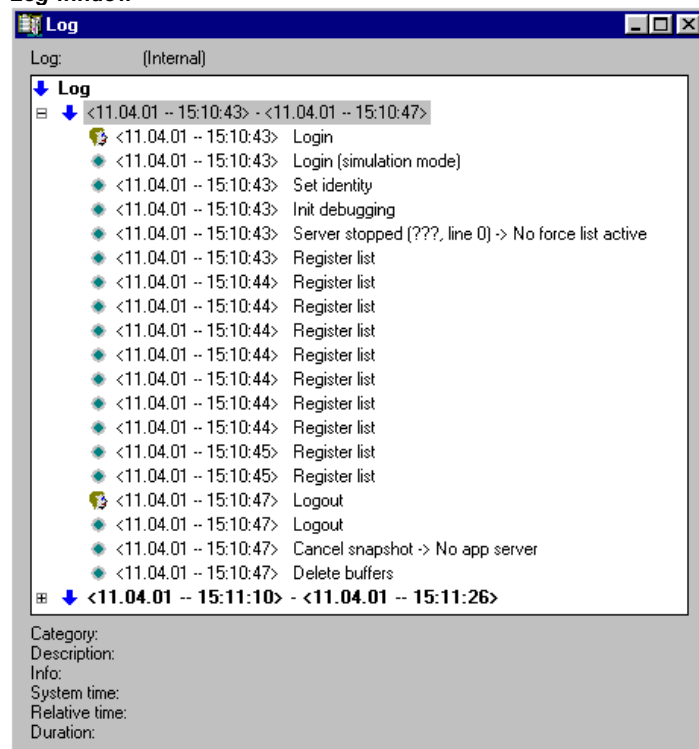 Log window
Log
Log: (Internal)
Log
<11.04.01 -- 15:10:43> - <11.04.01 -- 15:10:47>
<11.04.01 -- 15:10:43> Login
<11.04.01 -- 15:10:43> Login (simulation mode)
<11.04.01 -- 15:10:43> Set identity
<11.04.01 -- 15:10:43> Init debugging
<11.04.01 -- 15:10:43> Server stopped (???, line 0) -> No force list active
<11.04.01 -- 15:10:43> Register list
<11.04.01 -- 15:10:44> Register list
<11.04.01 -- 15:10:44> Register list
<11.04.01 -- 15:10:44> Register list
<11.04.01 -- 15:10:44> Register list
<11.04.01 -- 15:10:44> Register list
<11.04.01 -- 15:10:44> Register list
<11.04.01 -- 15:10:44> Register list
<11.04.01 -- 15:10:45> Register list
<11.04.01 -- 15:10:45> Register list
<11.04.01 -- 15:10:47> Logout
<11.04.01 -- 15:10:47> Logout
<11.04.01 -- 15:10:47> Cancel snapshot -> No app server
<11.04.01 -- 15:10:47> Delete buffers
<11.04.01 -- 15:11:10> - <11.04.01 -- 15:11:26>
Category:
Description:
Info:
System time:
Relative time:
Duration: